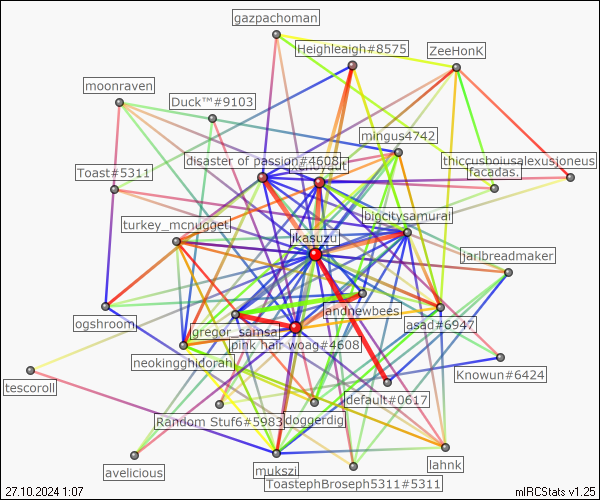 gazpachoman
Heighleaigh#8575
ZeeHonK
moonraven
Duck™#9103
mingus4742
disaster of passion#4608
thiccusboiusalexusjoneus
Toast#5311
facadas.
bigcitysamurai
turkey_mcnugget
ikasuzu
jarlbreadmaker
jandnewbees
ogshroom
gregor_samsa
asad#6947
pink hair woag#4608
neokingghidorah
tescoroll
Knowun#6424
default#0617
Random Stuf6#5983
doggerdig
avelicious
mukszi
lahnk
ToastephBroseph5311#5311
27.10.2024 1:07
mIRCStats v1.25